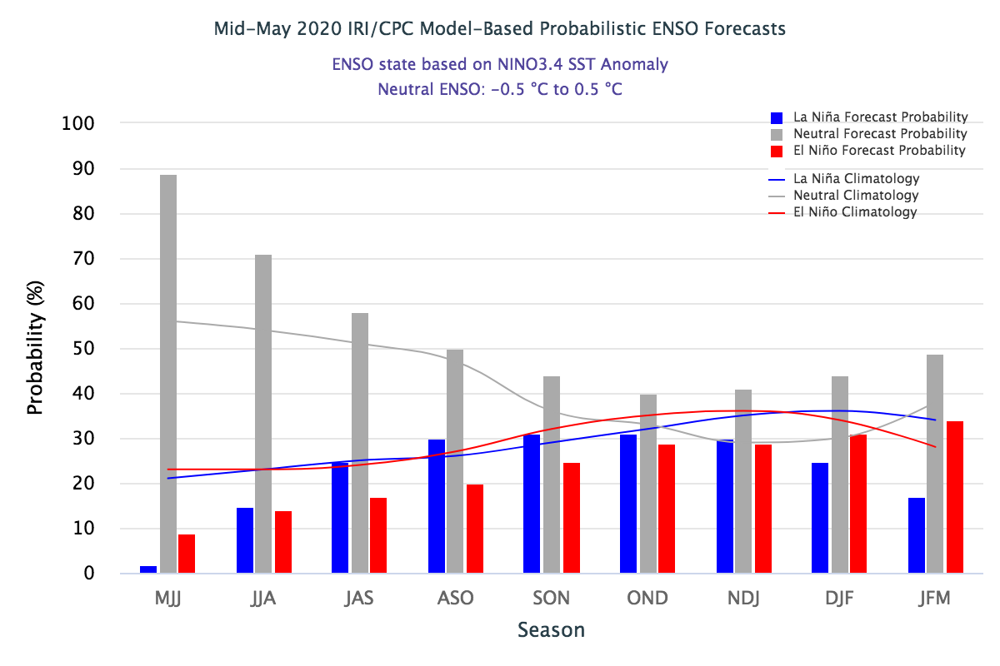 Mid-May 2020 IRI/CPC Model-Based Probabilistic ENSO Forecasts
ENSO state based on NINO3.4 SST Anomaly
Neutral ENSO: -0.5 °C to 0.5 °C
La Niña Forecast Probability
Neutral Forecast Probability
El Niño Forecast Probability
La Niña Climatology
Neutral Climatology
El Niño Climatology
Probability (%)
100
90
80
70
60
50
40
30
20
10
0
MJJ JJA JAS ASO SON OND NDJ DJF JFM
Season